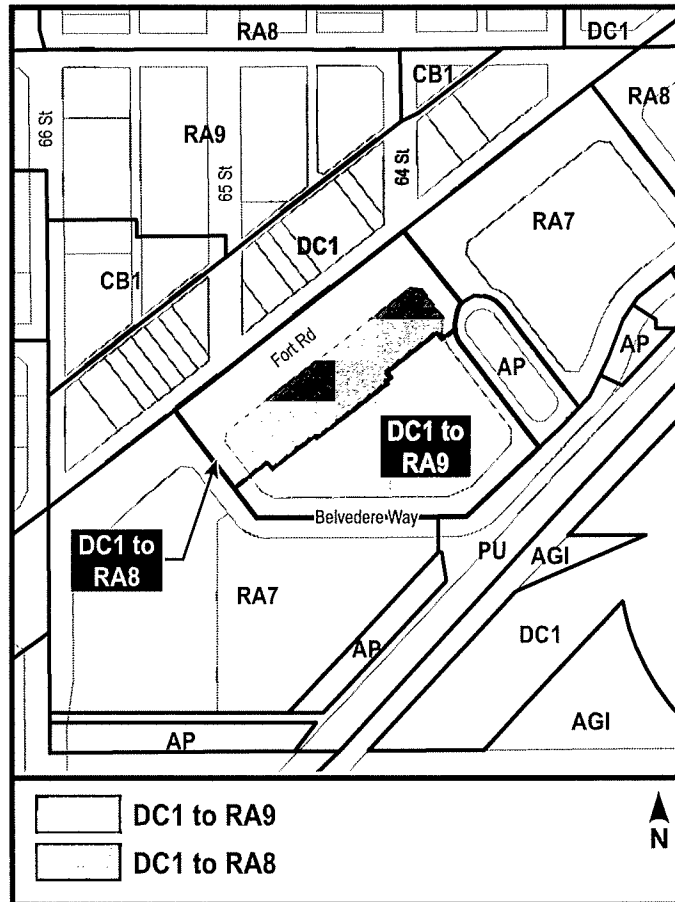 RA8
DC1
CB1
RA8
66 St
RA9
65 St
64 St
RA7
DC1
CB1
Fort Rd
AP
AP
DC1 to
RA9
Belvedere Way
DC1 to
RA8
PU
AGI
RA7
DC1
AP
AGI
AP
DC1 to RA9
DC1 to RA8
N